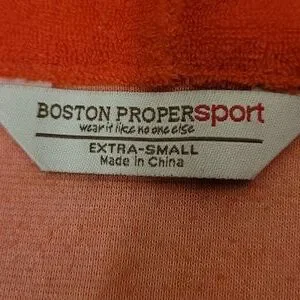 BOSTON PROPERsport
wear it like no one else
EXTRA-SMALL
Made in China